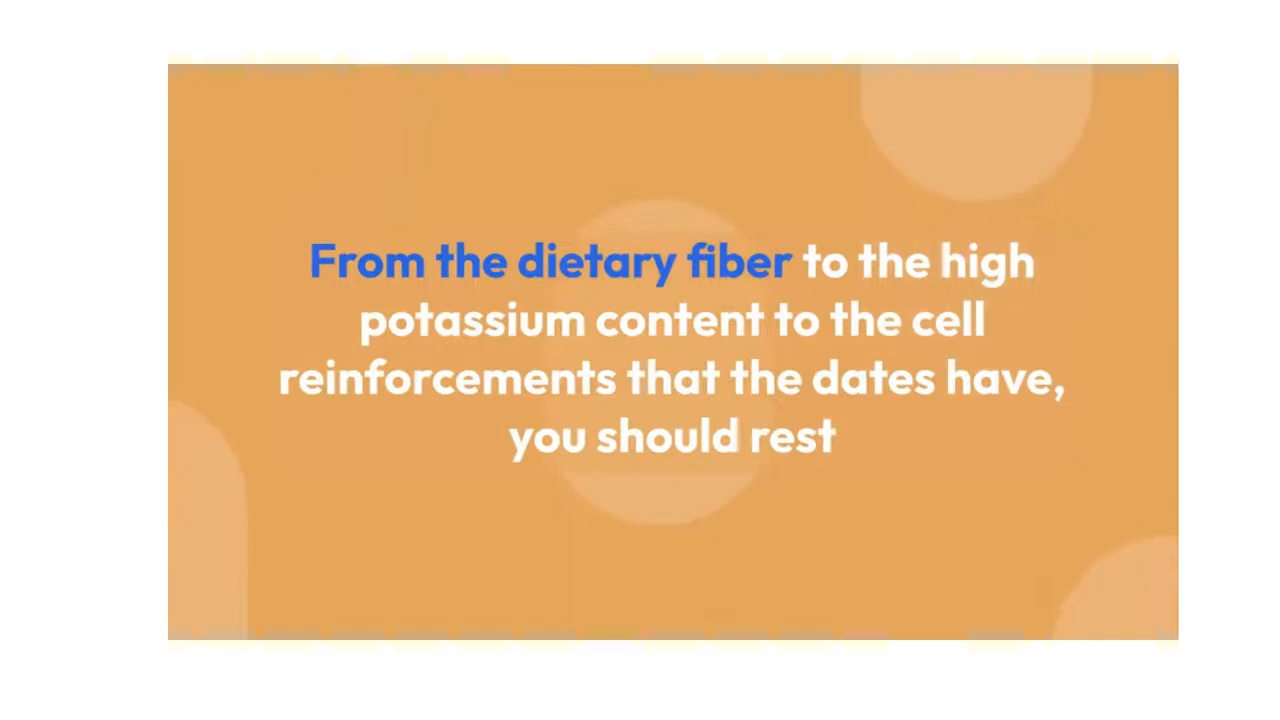 From the dietary fiber to the high
potassium content to the cell
reinforcements that the dates have,
you should rest